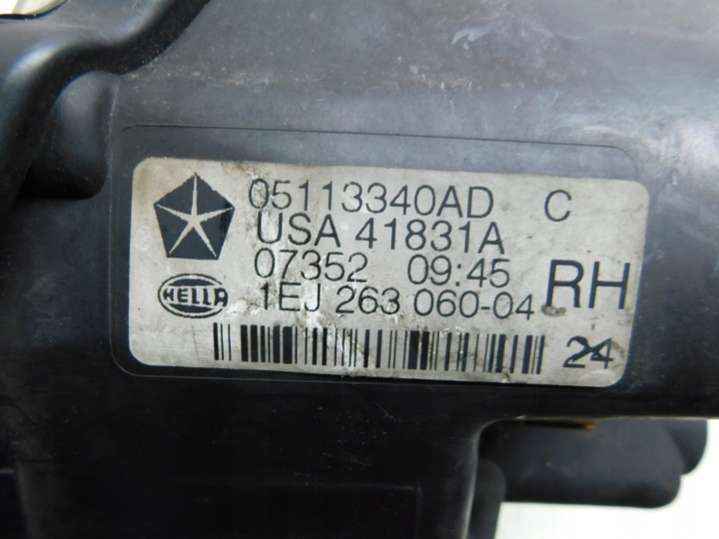 05113340AD C
USA 41831A
07352 09:45
HELLA 1EJ 263 060-04 RH
24